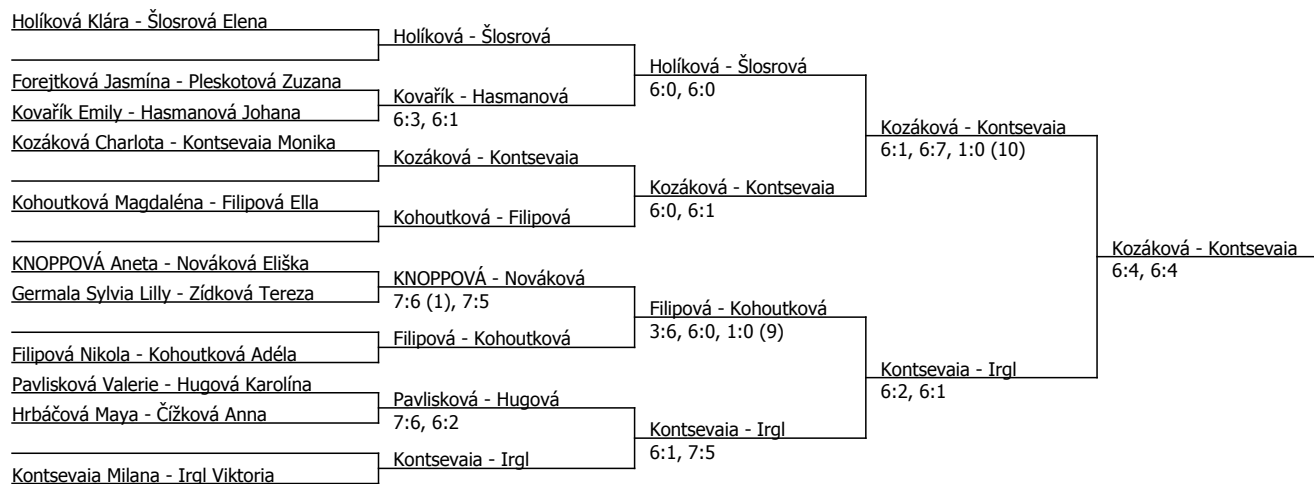 Holíková Klára - Šlosrová Elena
Forejtková Jasmína - Pleskotová Zuzana
Kovařík Emily - Hasmanová Johana
Kozáková Charlota - Kontsevaia Monika
Kohoutková Magdaléna - Filipová Ella
KNOPPOVÁ Aneta - Nováková Eliška
Germala Sylvia Lilly - Zídková Tereza
Filipová Nikola - Kohoutková Adéla
Pavlisková Valerie - Hugová Karolína
Hrbáčová Maya - Čížková Anna
Kontsevaia Milana - Irgl Viktoria
Holíková - Šlosrová
Kovařík - Hasmanová
6:3, 6:1
Kozáková - Kontsevaia
Kohoutková - Filipová
KNOPPOVÁ - Nováková
7:6 (1), 7:5
Filipová - Kohoutková
Pavlisková - Hugová
7:6, 6:2
Kontsevaia - Irgl
Holíková - Šlosrová
6:0, 6:0
Kozáková - Kontsevaia
6:0, 6:1
Filipová - Kohoutková
3:6, 6:0, 1:0 (9)
Kontsevaia - Irgl
6:1, 7:5
Kozáková - Kontsevaia
6:1, 6:7, 1:0 (10)
Kontsevaia - Irgl
6:2, 6:1
Kozáková - Kontsevaia
6:4, 6:4